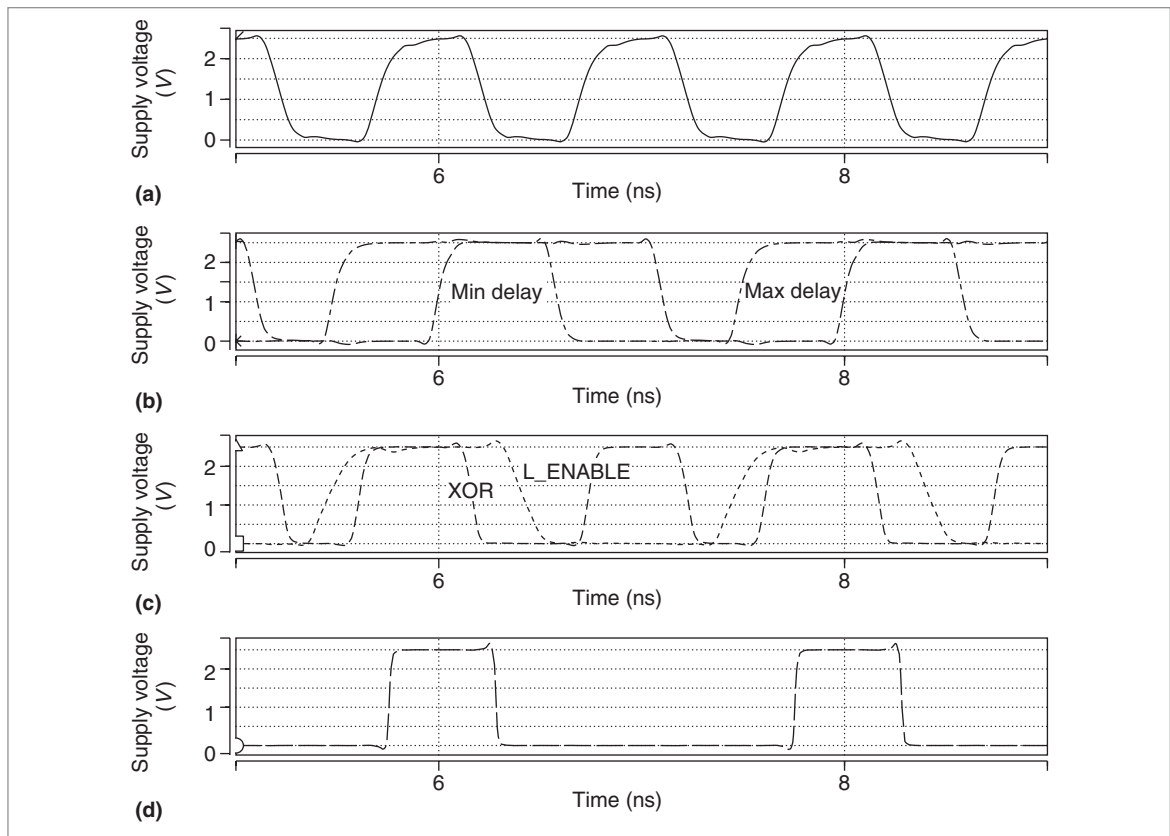 Supply voltage
(V)
2
1
0
6
8
Time (ns)
(a)
Supply voltage
(V)
2
1
0
Min delay
Max delay
6
8
Time (ns)
(b)
Supply voltage
(V)
2
1
0
XOR
L_ENABLE
6
8
Time (ns)
(c)
Supply voltage
(V)
2
1
0
6
8
Time (ns)
(d)